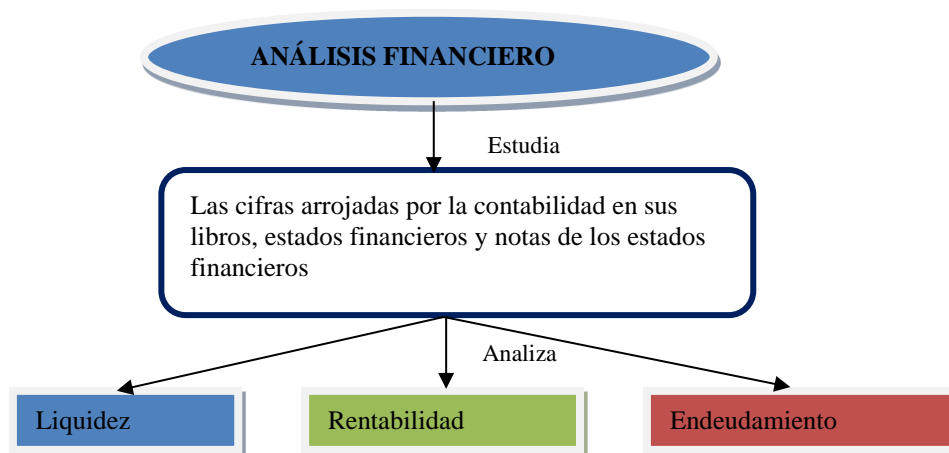 ANÁLISIS FINANCIERO
Estudia
Las cifras arrojadas por la contabilidad en sus
libros, estados financieros y notas de los estados
financieros
Analiza
Liquidez
Rentabilidad
Endeudamiento